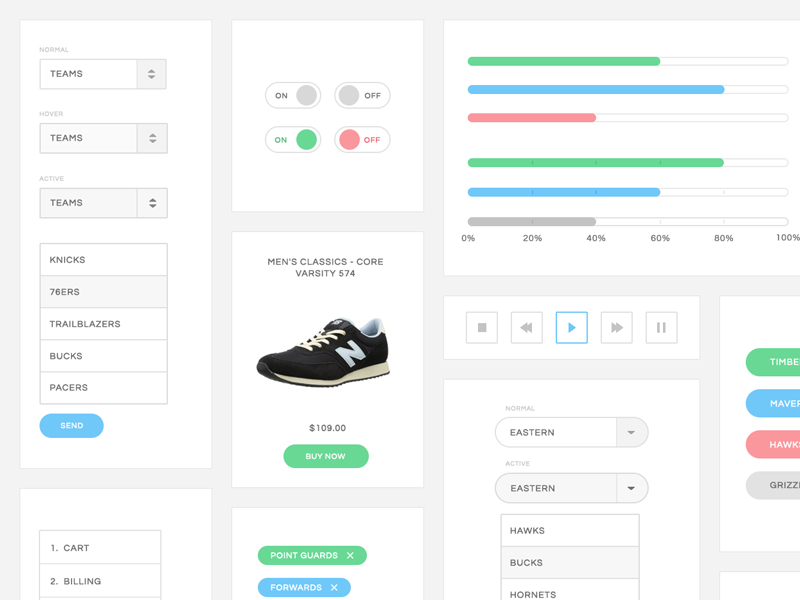 NORMAL
TEAMS
HOVER
TEAMS
ACTIVE
TEAMS
KNICKS
76ERS
TRAILBLAZERS
BUCKS
PACERS
SEND
1. CART
2. BILLING
ON
OFF
ON
OFF
MEN'S CLASSICS - CORE
VARSITY 574
N
$109.00
BUY NOW
POINT GUARDS ✕
FORWARDS ✕
0% 20% 40% 60% 80% 100%
NORMAL
EASTERN
ACTIVE
EASTERN
HAWKS
BUCKS
HORNETS
TIMBE
MAVER
HAWKS
GRIZZ